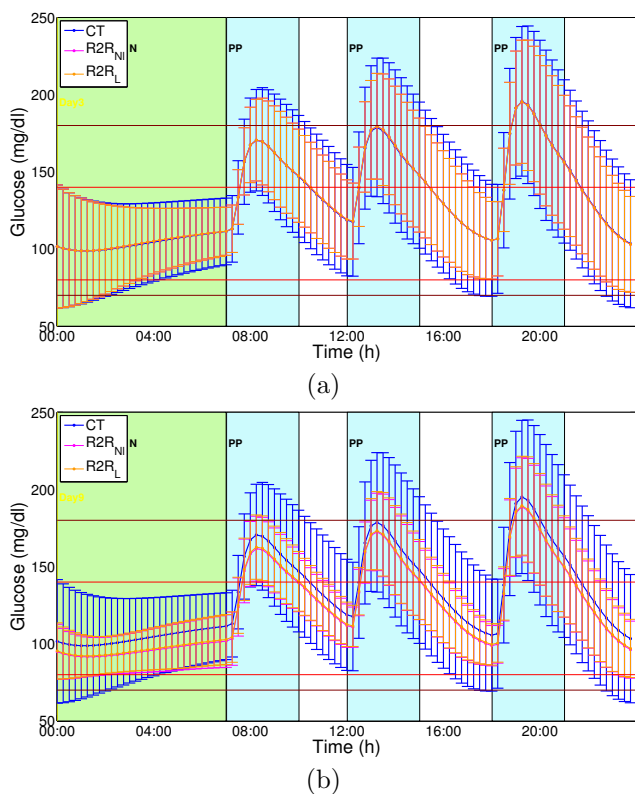 250
200
150
100
50
Glucose (mg/dl)
CT
R2R_NI
R2R_L
N
PP
PP
PP
00:00
04:00
08:00
12:00
16:00
20:00
Time (h)
(a)
250
200
150
100
50
Glucose (mg/dl)
CT
R2R_NI
R2R_L
N
PP
PP
PP
00:00
04:00
08:00
12:00
16:00
20:00
Time (h)
(b)